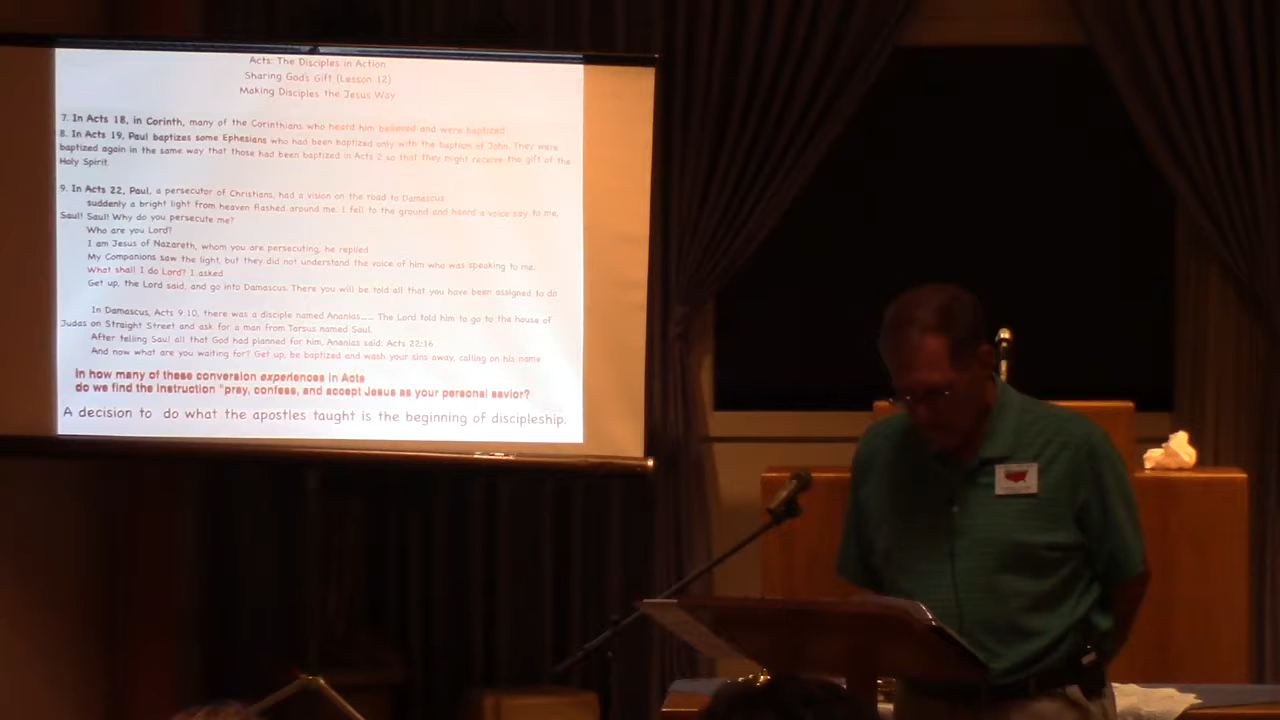 Acts: The Disciples in Action
Sharing God's Gift (Lesson 12)
Making Disciples the Jesus Way
7. In Acts 18, in Corinth, many of the Corinthians who heard him believed and were baptized
8. In Acts 19, Paul baptizes some Ephesians who had been baptized only with the baptism of John. They were
baptized again in the same way that those had been baptized in Acts 2 so that they might receive the gift of the
Holy Spirit.
9. In Acts 22, Paul, a persecutor of Christians, had a vision on the road to Damascus
suddenly a bright light from heaven flashed around me. I fell to the ground and heard a voice say to me,
Saul! Saul! Why do you persecute me?
Who are you Lord?
I am Jesus of Nazareth, whom you are persecuting, he replied
My Companions saw the light, but they did not understand the voice of him who was speaking to me.
What shall I do Lord? I asked
Get up, the Lord said, and go into Damascus. There you will be told all that you have been assigned to do
In Damascus, Acts 9:10, there was a disciple named Ananias.... The Lord told him to go to the house of
Judas on Straight Street and ask for a man from Tarsus named Saul.
After telling Saul all that God had planned for him, Ananias said: Acts 22:16
And now what are you waiting for? Get up, be baptized and wash your sins away, calling on his name
In how many of these conversion experiences in Acts
do we find the instruction "pray, confess, and accept Jesus as your personal savior?
A decision to do what the apostles taught is the beginning of discipleship.